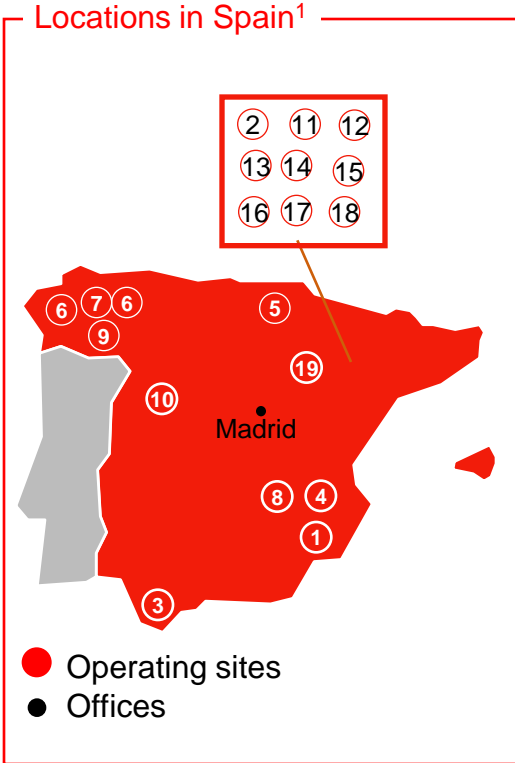 Locations in Spain¹
2 11 12
13 14 15
16 17 18
6 7 6 5
9
19
10
Madrid
8 4
1
3
Operating sites
Offices